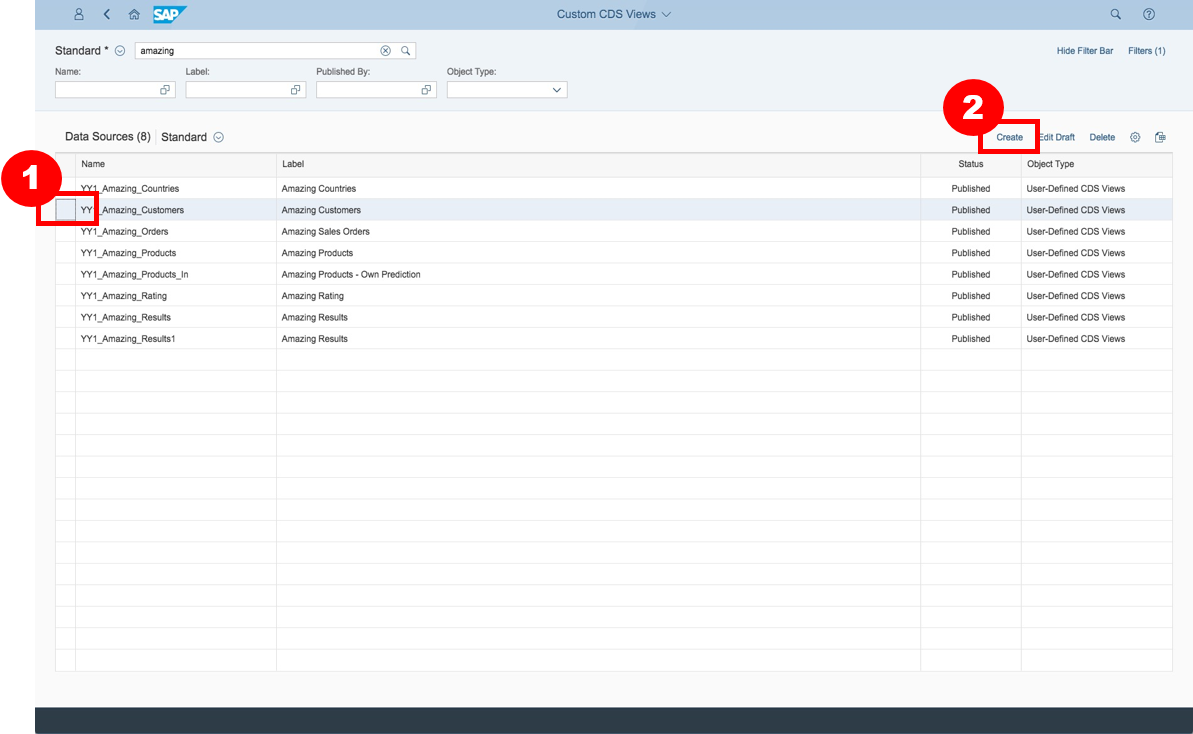 SAP Custom CDS Views
Standard * amazing Hide Filter Bar Filters (1)
Name: Label: Published By: Object Type:
2
Data Sources (8) Standard Create Edit Draft Delete
Name Label Status Object Type
1
YY1_Amazing_Countries Amazing Countries Published User-Defined CDS Views
YY1_Amazing_Customers Amazing Customers Published User-Defined CDS Views
YY1_Amazing_Orders Amazing Sales Orders Published User-Defined CDS Views
YY1_Amazing_Products Amazing Products Published User-Defined CDS Views
YY1_Amazing_Products_In Amazing Products - Own Prediction Published User-Defined CDS Views
YY1_Amazing_Rating Amazing Rating Published User-Defined CDS Views
YY1_Amazing_Results Amazing Results Published User-Defined CDS Views
YY1_Amazing_Results1 Amazing Results Published User-Defined CDS Views